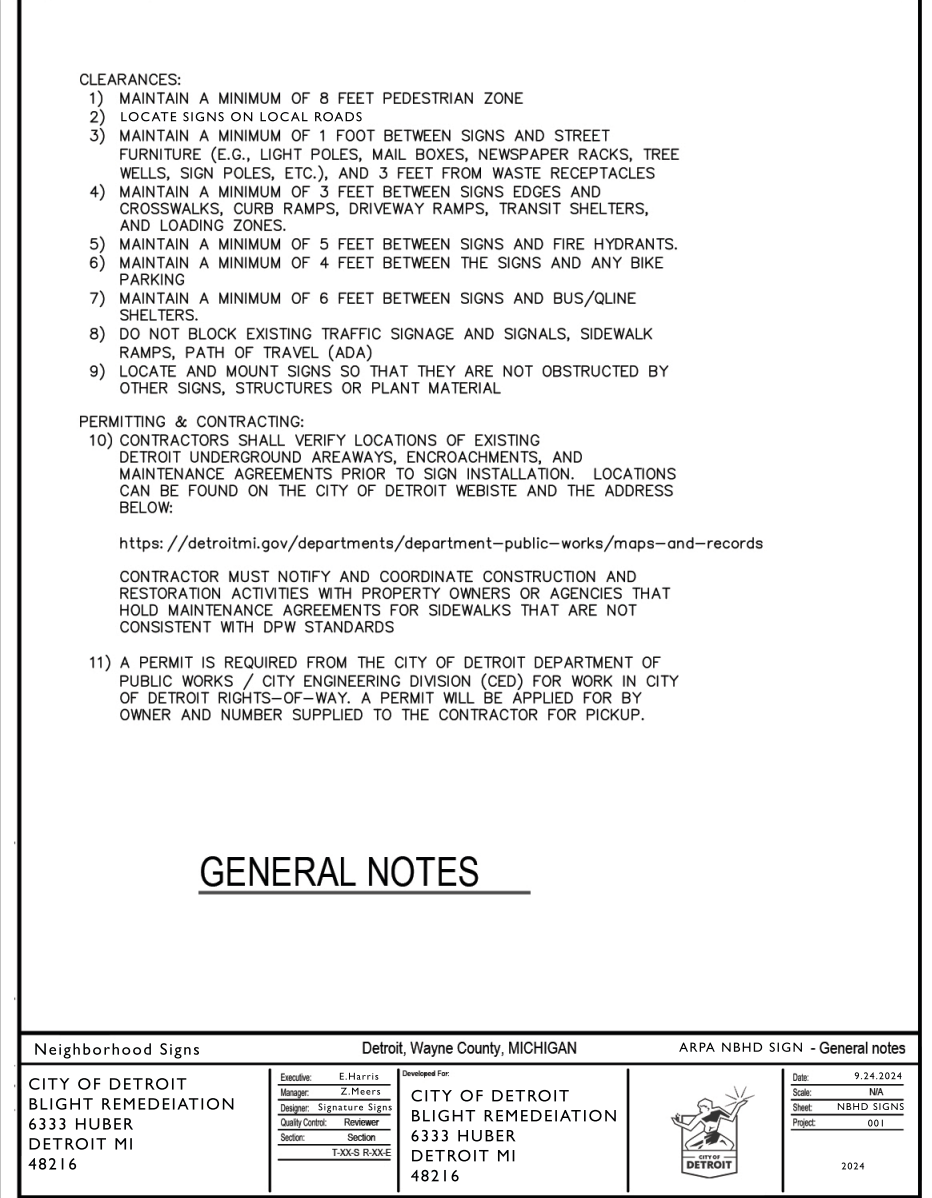 CLEARANCES:
1) MAINTAIN A MINIMUM OF 8 FEET PEDESTRIAN ZONE
2) LOCATE SIGNS ON LOCAL ROADS
3) MAINTAIN A MINIMUM OF 1 FOOT BETWEEN SIGNS AND STREET
FURNITURE (E.G., LIGHT POLES, MAIL BOXES, NEWSPAPER RACKS, TREE
WELLS, SIGN POLES, ETC.), AND 3 FEET FROM WASTE RECEPTACLES
4) MAINTAIN A MINIMUM OF 3 FEET BETWEEN SIGNS EDGES AND
CROSSWALKS, CURB RAMPS, DRIVEWAY RAMPS, TRANSIT SHELTERS,
AND LOADING ZONES.
5) MAINTAIN A MINIMUM OF 5 FEET BETWEEN SIGNS AND FIRE HYDRANTS.
6) MAINTAIN A MINIMUM OF 4 FEET BETWEEN THE SIGNS AND ANY BIKE
PARKING
7) MAINTAIN A MINIMUM OF 6 FEET BETWEEN SIGNS AND BUS/QLINE
SHELTERS.
8) DO NOT BLOCK EXISTING TRAFFIC SIGNAGE AND SIGNALS, SIDEWALK
RAMPS, PATH OF TRAVEL (ADA)
9) LOCATE AND MOUNT SIGNS SO THAT THEY ARE NOT OBSTRUCTED BY
OTHER SIGNS, STRUCTURES OR PLANT MATERIAL
PERMITTING & CONTRACTING:
10) CONTRACTORS SHALL VERIFY LOCATIONS OF EXISTING
DETROIT UNDERGROUND AREAWAYS, ENCROACHMENTS, AND
MAINTENANCE AGREEMENTS PRIOR TO SIGN INSTALLATION. LOCATIONS
CAN BE FOUND ON THE CITY OF DETROIT WEBISTE AND THE ADDRESS
BELOW:
https://detroitmi.gov/departments/department-public-works/maps-and-records
CONTRACTOR MUST NOTIFY AND COORDINATE CONSTRUCTION AND
RESTORATION ACTIVITIES WITH PROPERTY OWNERS OR AGENCIES THAT
HOLD MAINTENANCE AGREEMENTS FOR SIDEWALKS THAT ARE NOT
CONSISTENT WITH DPW STANDARDS
11) A PERMIT IS REQUIRED FROM THE CITY OF DETROIT DEPARTMENT OF
PUBLIC WORKS / CITY ENGINEERING DIVISION (CED) FOR WORK IN CITY
OF DETROIT RIGHTS-OF-WAY. A PERMIT WILL BE APPLIED FOR BY
OWNER AND NUMBER SUPPLIED TO THE CONTRACTOR FOR PICKUP.
GENERAL NOTES
Neighborhood Signs
Detroit, Wayne County, MICHIGAN
ARPA NBHD SIGN - General notes
CITY OF DETROIT
BLIGHT REMEDEIATION
6333 HUBER
DETROIT MI
48216
Executive: E.Harris
Manager: Z.Meers
Designer: Signature Signs
Quality Control: Reviewer
Section: Section
T-XX-S R-XX-E
Developed For:
CITY OF DETROIT
BLIGHT REMEDEIATION
6333 HUBER
DETROIT MI
48216
CITY OF
DETROIT
Date: 9.24.2024
Scale: N/A
Sheet: NBHD SIGNS
Project: 001
2024